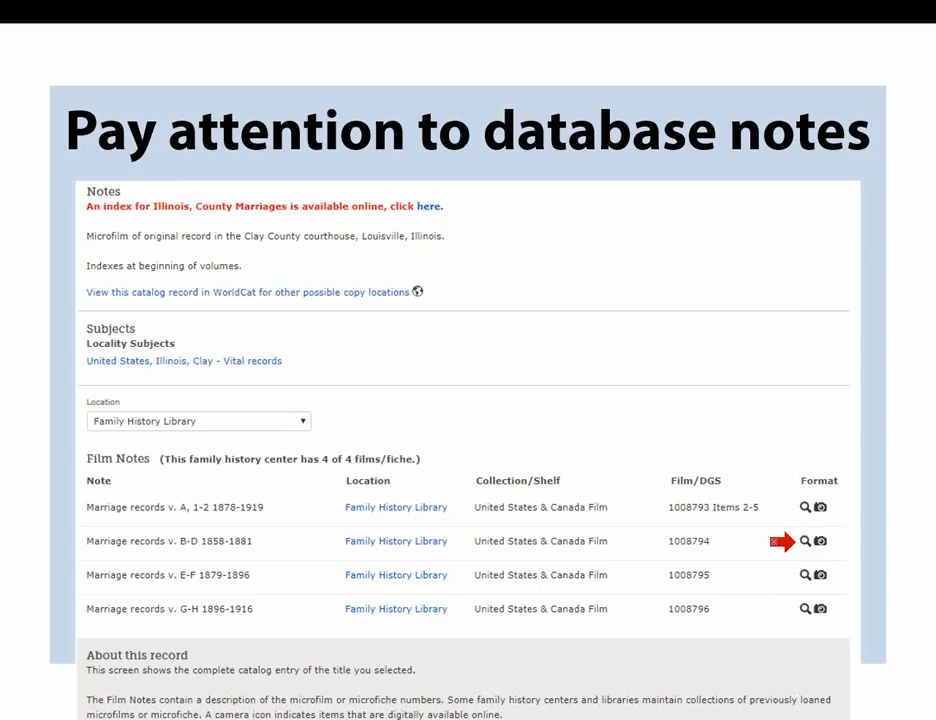 Pay attention to database notes
Notes
An index for Illinois, County Marriages is available online, click here.
Microfilm of original record in the Clay County courthouse, Louisville, Illinois.
Indexes at beginning of volumes.
View this catalog record in WorldCat for other possible copy locations
Subjects
Locality Subjects
United States, Illinois, Clay - Vital records
Location
Family History Library
Film Notes (This family history center has 4 of 4 films/fiche.)
Note Location Collection/Shelf Film/DGS Format
Marriage records v. A, 1-2 1878-1919 Family History Library United States & Canada Film 1008793 Items 2-5
Marriage records v. B-D 1858-1881 Family History Library United States & Canada Film 1008794
Marriage records v. E-F 1879-1896 Family History Library United States & Canada Film 1008795
Marriage records v. G-H 1896-1916 Family History Library United States & Canada Film 1008796
About this record
This screen shows the complete catalog entry of the title you selected.
The Film Notes contain a description of the microfilm or microfiche numbers. Some family history centers and libraries maintain collections of previously loaned
microfilms or microfiche. A camera icon indicates items that are digitally available online.